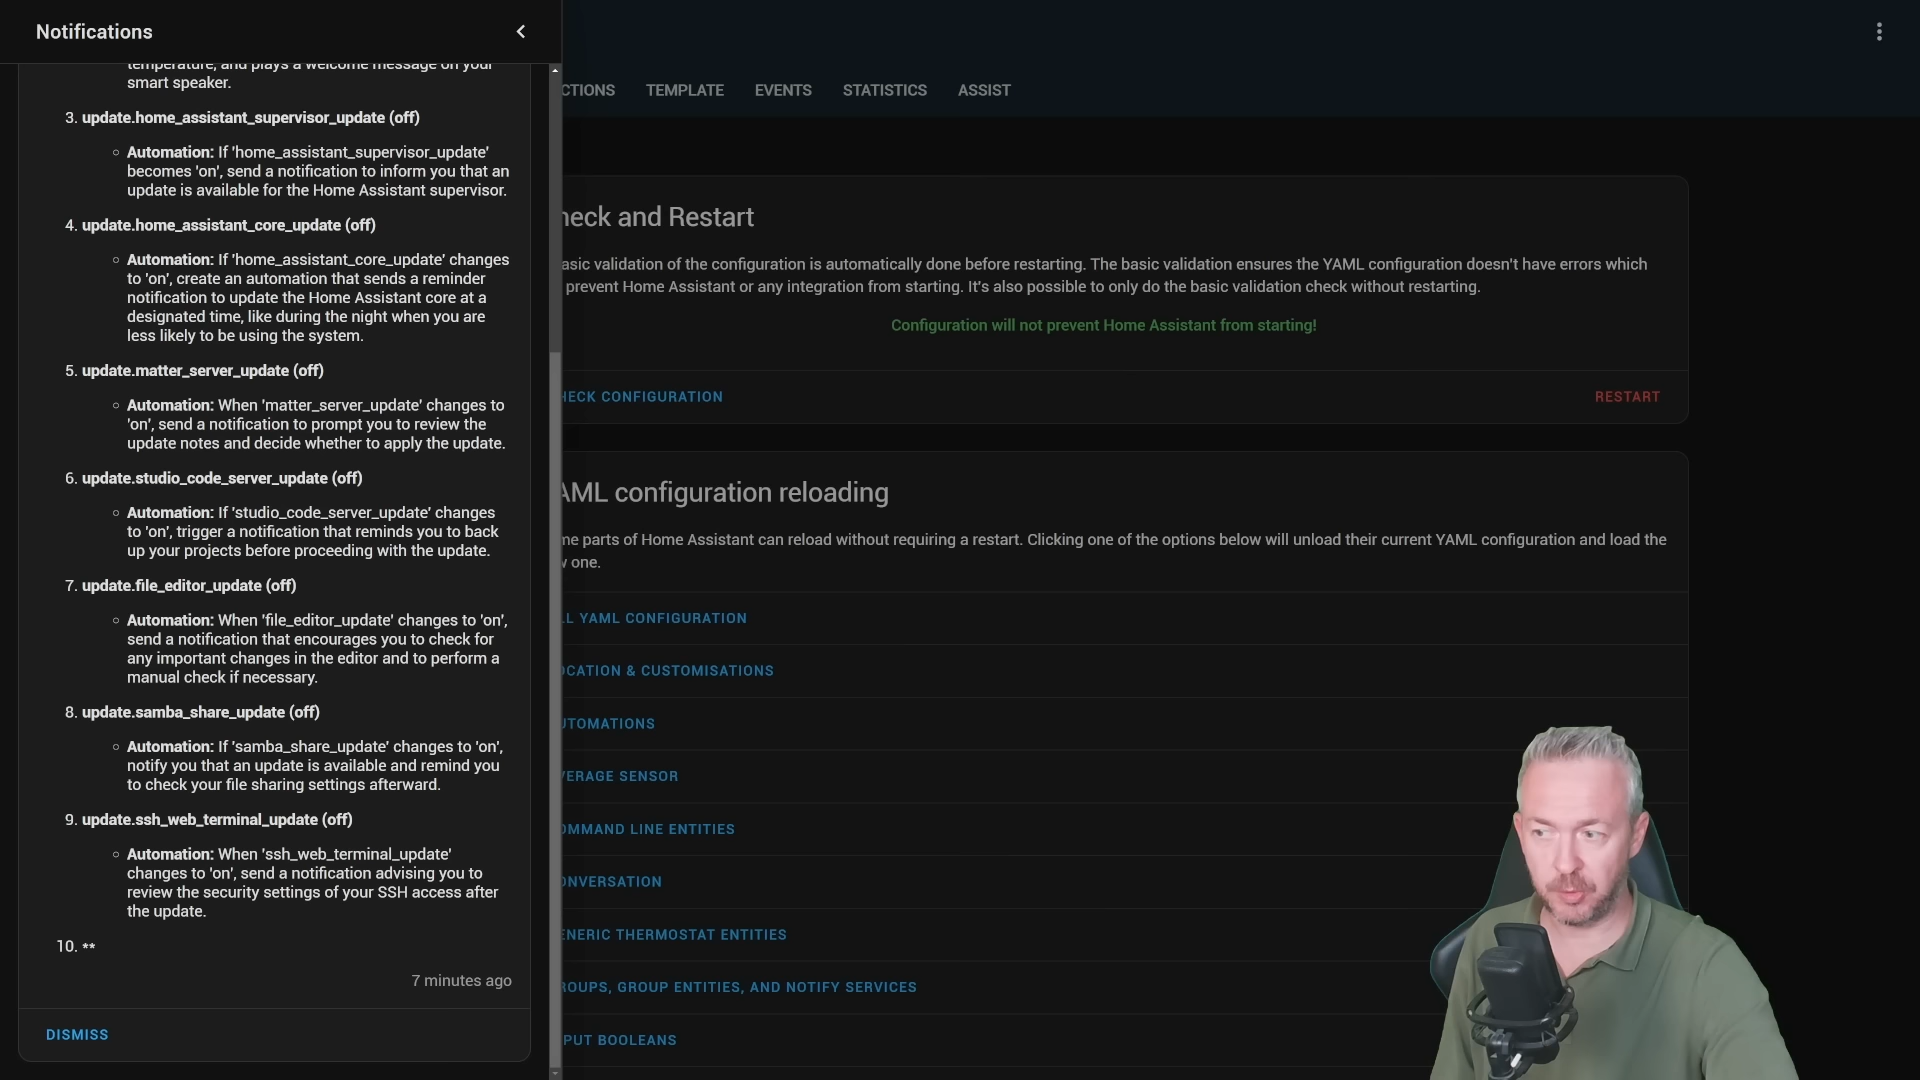 Notifications
temperature, and plays a welcome message on your
smart speaker.
3. update.home_assistant_supervisor_update (off)
Automation: If 'home_assistant_supervisor_update'
becomes 'on', send a notification to inform you that an
update is available for the Home Assistant supervisor.
4. update.home_assistant_core_update (off)
Automation: If 'home_assistant_core_update' changes
to 'on', create an automation that sends a reminder
notification to update the Home Assistant core at a
designated time, like during the night when you are
less likely to be using the system.
5. update.matter_server_update (off)
Automation: When 'matter_server_update' changes to
'on', send a notification to prompt you to review the
update notes and decide whether to apply the update.
6. update.studio_code_server_update (off)
Automation: If 'studio_code_server_update' changes
to 'on', trigger a notification that reminds you to back
up your projects before proceeding with the update.
7. update.file_editor_update (off)
Automation: When 'file_editor_update' changes to 'on',
send a notification that encourages you to check for
any important changes in the editor and to perform a
manual check if necessary.
8. update.samba_share_update (off)
Automation: If 'samba_share_update' changes to 'on',
notify you that an update is available and remind you
to check your file sharing settings afterward.
9. update.ssh_web_terminal_update (off)
Automation: When 'ssh_web_terminal_update'
changes to 'on', send a notification advising you to
review the security settings of your SSH access after
the update.
10. **
7 minutes ago
DISMISS
CTIONS TEMPLATE EVENTS STATISTICS ASSIST
heck and Restart
asic validation of the configuration is automatically done before restarting. The basic validation ensures the YAML configuration doesn't have errors which
prevent Home Assistant or any integration from starting. It's also possible to only do the basic validation check without restarting.
Configuration will not prevent Home Assistant from starting!
HECK CONFIGURATION RESTART
AML configuration reloading
me parts of Home Assistant can reload without requiring a restart. Clicking one of the options below will unload their current YAML configuration and load the
w one.
LL YAML CONFIGURATION
OCATION & CUSTOMISATIONS
UTOMATIONS
VERAGE SENSOR
OMMAND LINE ENTITIES
ONVERSATION
ENERIC THERMOSTAT ENTITIES
ROUPS, GROUP ENTITIES, AND NOTIFY SERVICES
PUT BOOLEANS